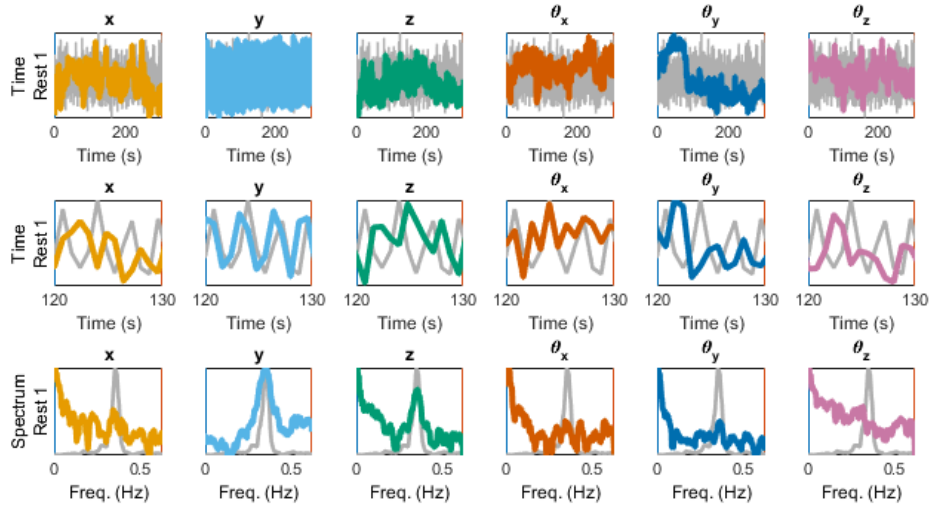 x y z θx θy θz
Time
Rest 1
0 200 0 200 0 200 0 200 0 200 0 200
Time (s) Time (s) Time (s) Time (s) Time (s) Time (s)
x y z θx θy θz
Time
Rest 1
120 130 120 130 120 130 120 130 120 130 120 130
Time (s) Time (s) Time (s) Time (s) Time (s) Time (s)
x y z θx θy θz
Spectrum
Rest 1
0 0.5 0 0.5 0 0.5 0 0.5 0 0.5 0 0.5
Freq. (Hz) Freq. (Hz) Freq. (Hz) Freq. (Hz) Freq. (Hz) Freq. (Hz)